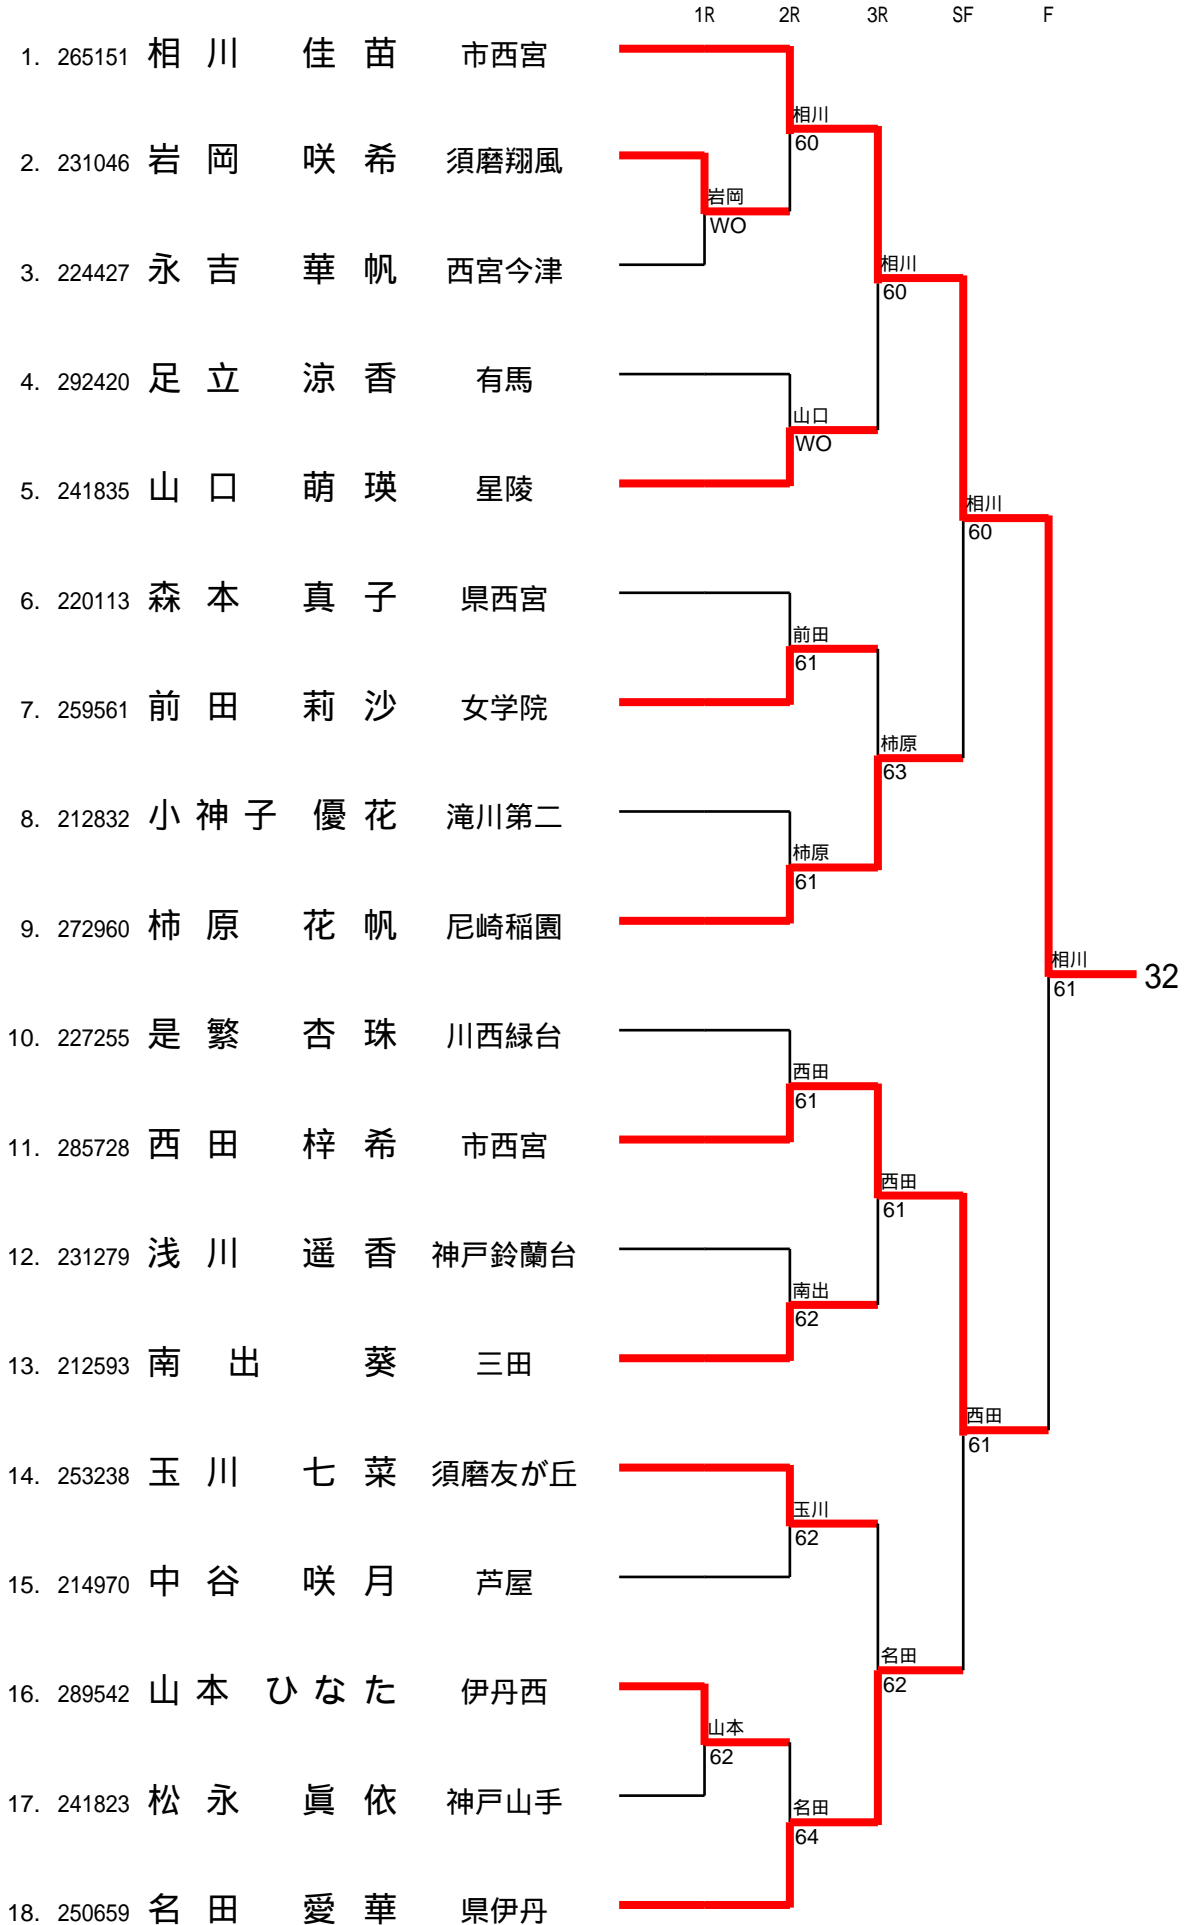 1R 2R 3R SF F
1. 265151 相川 佳苗 市西宮
相川
60
2. 231046 岩岡 咲希 須磨翔風
岩岡
WO
3. 224427 永吉 華帆 西宮今津
相川
60
4. 292420 足立 涼香 有馬
山口
WO
5. 241835 山口 萌瑛 星陵
相川
60
6. 220113 森本 真子 県西宮
前田
61
7. 259561 前田 莉沙 女学院
柿原
63
8. 212832 小神子 優花 滝川第二
柿原
61
9. 272960 柿原 花帆 尼崎稲園
相川
61
32
10. 227255 是繁 杏珠 川西緑台
西田
61
11. 285728 西田 梓希 市西宮
西田
61
12. 231279 浅川 遥香 神戸鈴蘭台
南出
62
13. 212593 南出 葵 三田
西田
61
14. 253238 玉川 七菜 須磨友が丘
玉川
62
15. 214970 中谷 咲月 芦屋
名田
62
16. 289542 山本 ひなた 伊丹西
山本
62
17. 241823 松永 眞依 神戸山手
名田
64
18. 250659 名田 愛華 県伊丹